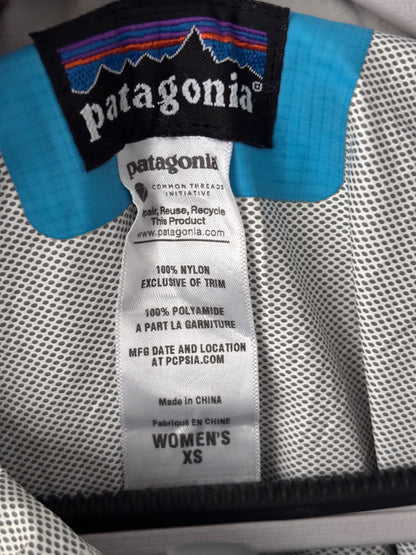 patagonia®
patagonia
COMMON THREADS
INITIATIVE
Reuse, Recycle
This Product
www.patagonia.com
100% NYLON
EXCLUSIVE OF TRIM
100% POLYAMIDE
A PART LA GARNITURE
MFG DATE AND LOCATION
AT PCPSIA.COM
Made in CHINA
Fabriqué EN CHINE
WOMEN'S
XS